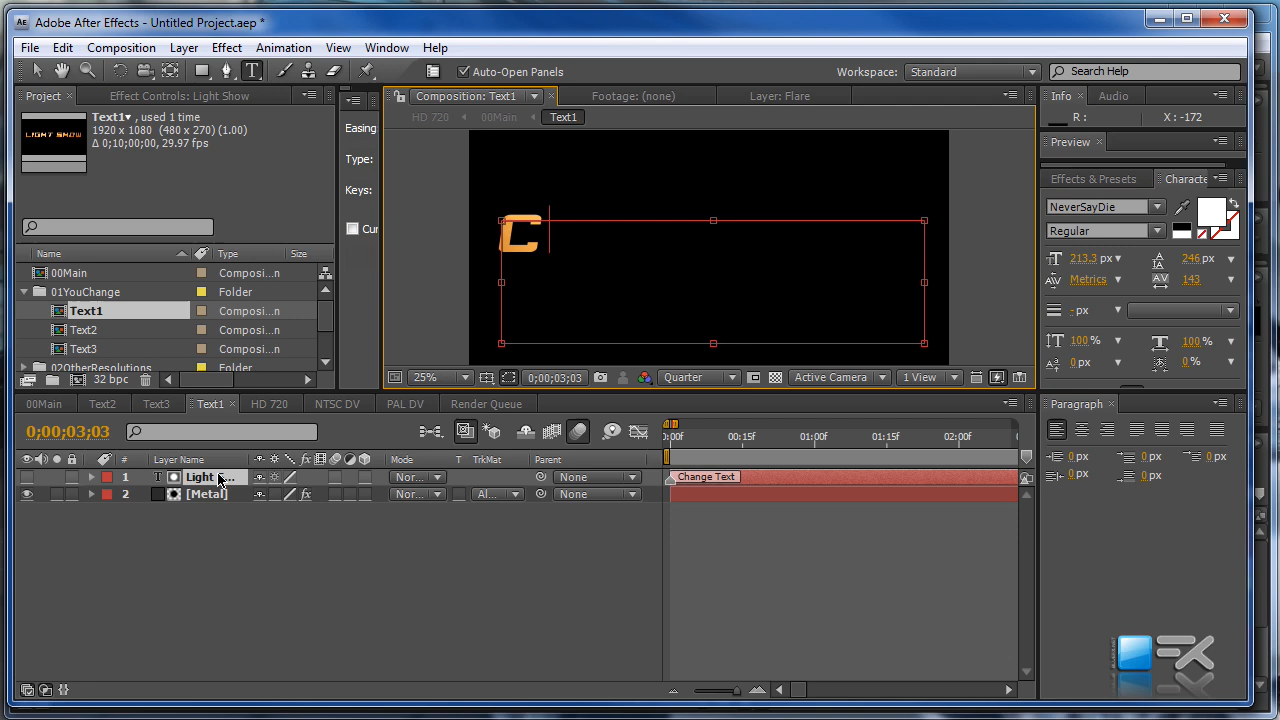 Adobe After Effects - Untitled Project.aep *
File Edit Composition Layer Effect Animation View Window Help
Auto-Open Panels
Workspace: Standard
Search Help
Project Effect Controls: Light Show
LIGHT SHOW
Text1▾ , used 1 time
1920 x 1080 (480 x 270) (1.00)
Δ 0;10;00;00, 29.97 fps
Name Type Size
00Main Composi...n
01YouChange Folder
Text1 Composi...n
Text2 Composi...n
Text3 Composi...n
02OtherResolutions Folder
32 bpc
Easing
Type:
Keys:
Cur
Composition: Text1 Footage: (none) Layer: Flare
HD 720 00Main Text1
C
25% 0;00;03;03 Quarter Active Camera 1 View
Info Audio
R : X : -172
Preview
Effects & Presets Characte
NeverSayDie
Regular
213.3 px 246 px
Metrics 143
- px
100 % 100 %
0 px 0 %
00Main Text2 Text3 Text1 HD 720 NTSC DV PAL DV Render Queue
0;00;03;03
# Layer Name Mode T TrkMat Parent
1 T Light S... Nor... None
2 [Metal] Nor... Al... None
0:00f 00:15f 01:00f 01:15f 02:00f
Change Text
Paragraph
0 px 0 px 0 px
0 px 0 px